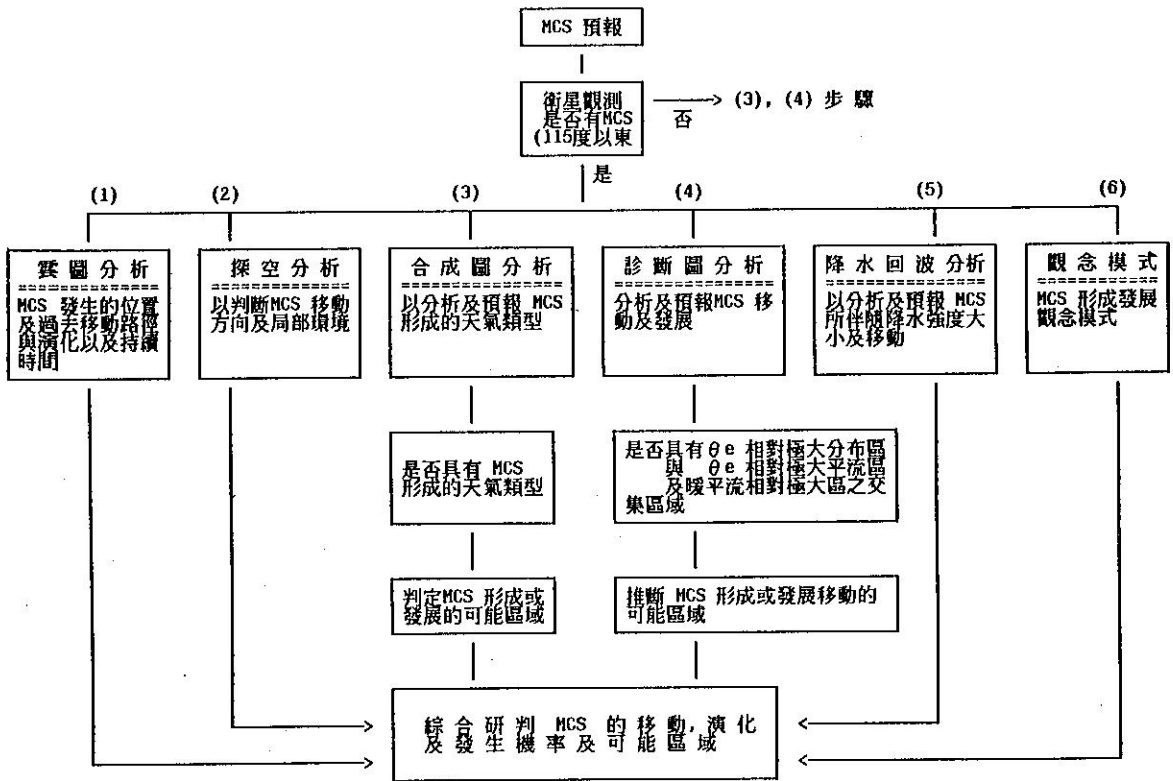 MCS 預報
衛星觀測
是否有MCS
(115度以東
否
(3), (4) 步 驟
是
(1)
(2)
(3)
(4)
(5)
(6)
雲 圖 分 析
==================
MCS 發生的位置
及過去移動路徑
與演化以及持續
時間
探 空 分 析
==================
以判斷MCS 移動
方向及局部環境
合 成 圖 分 析
==================
以分析及預報 MCS
形成的天氣類型
診 斷 圖 分 析
==================
分析及預報MCS 移
動及發展
降 水 回 波 分 析
==================
以分析及預報 MCS
所伴隨降水強度大
小及移動
觀 念 模 式
==============
MCS 形成發展
觀念模式
是否具有 MCS
形成的天氣類型
是否具有 θe 相對極大分布區
與 θe 相對極大平流區
及暖平流相對極大區之交
集區域
判定MCS 形成或
發展的可能區域
推斷 MCS 形成或發展移動的
可能區域
綜 合 研 判 MCS 的 移 動, 演 化
及 發 生 機 率 及 可 能 區 域